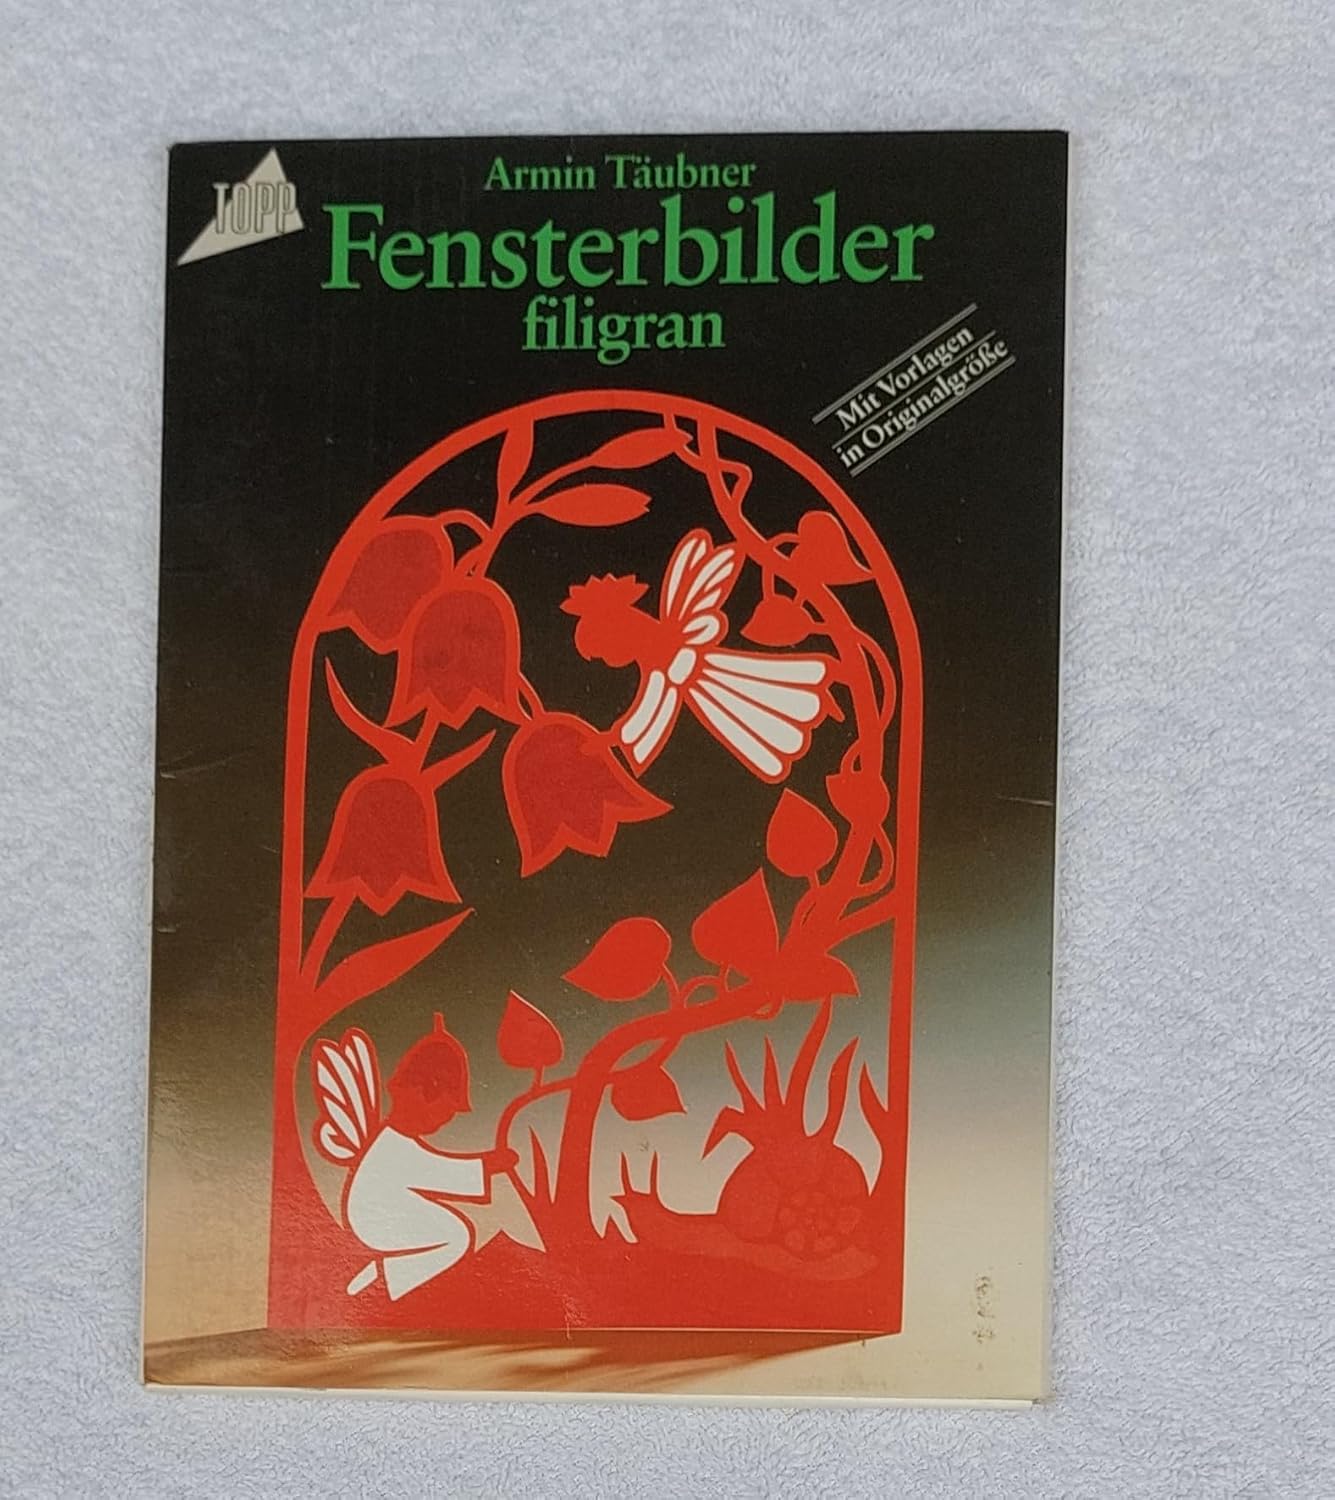 TOPP
Armin Täubner
Fensterbilder
filigran
Mit Vorlagen
in Originalgröße